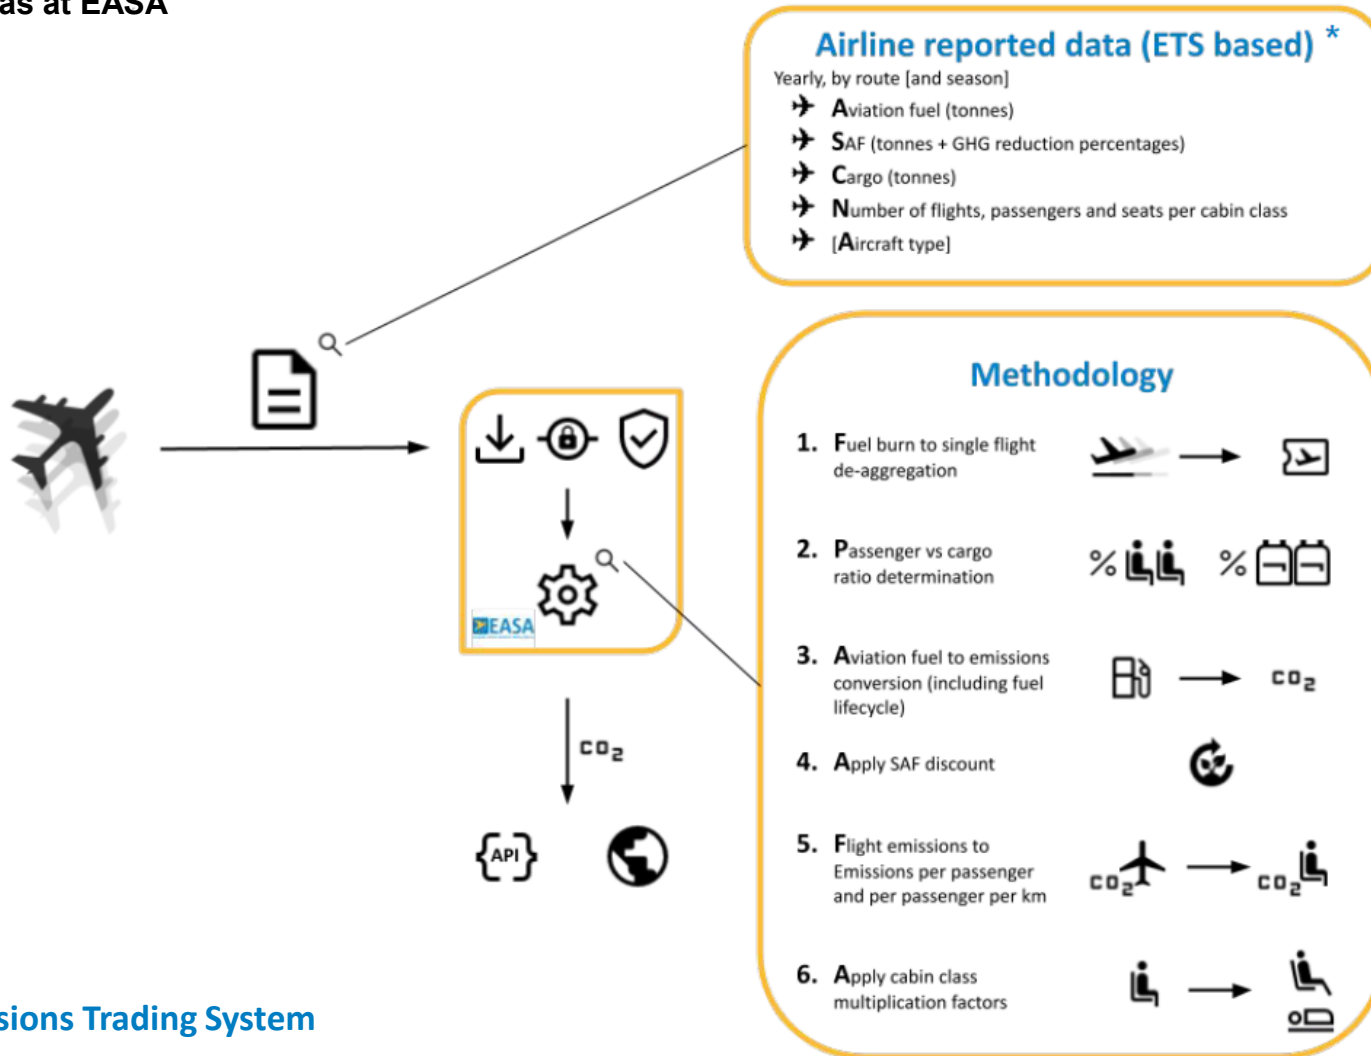 as at EASA
Airline reported data (ETS based) *
Yearly, by route [and season]
Aviation fuel (tonnes)
SAF (tonnes + GHG reduction percentages)
Cargo (tonnes)
Number of flights, passengers and seats per cabin class
[Aircraft type]
Methodology
1. Fuel burn to single flight
de-aggregation
2. Passenger vs cargo
ratio determination
% %
3. Aviation fuel to emissions
conversion (including fuel
lifecycle)
CO2
4. Apply SAF discount
5. Flight emissions to
Emissions per passenger
and per passenger per km
CO2 CO2
6. Apply cabin class
multiplication factors
EASA
CO2
{API}
sions Trading System